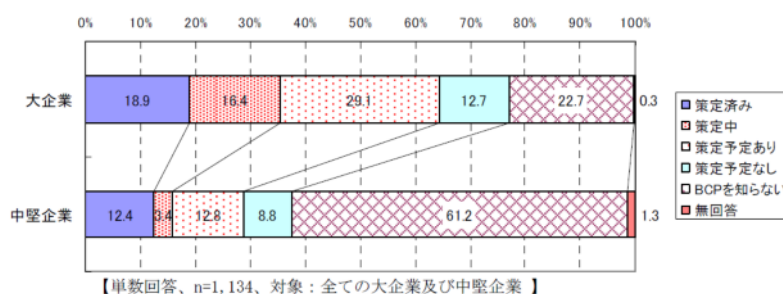 0% 10% 20% 30% 40% 50% 60% 70% 80% 90% 100%
大企業 18.9 16.4 29.1 12.7 22.7 0.3
中堅企業 12.4 3.4 12.8 8.8 61.2 1.3
策定済み
策定中
策定予定あり
策定予定なし
BCPを知らない
無回答
【単数回答、n=1,134、対象：全ての大企業及び中堅企業 】